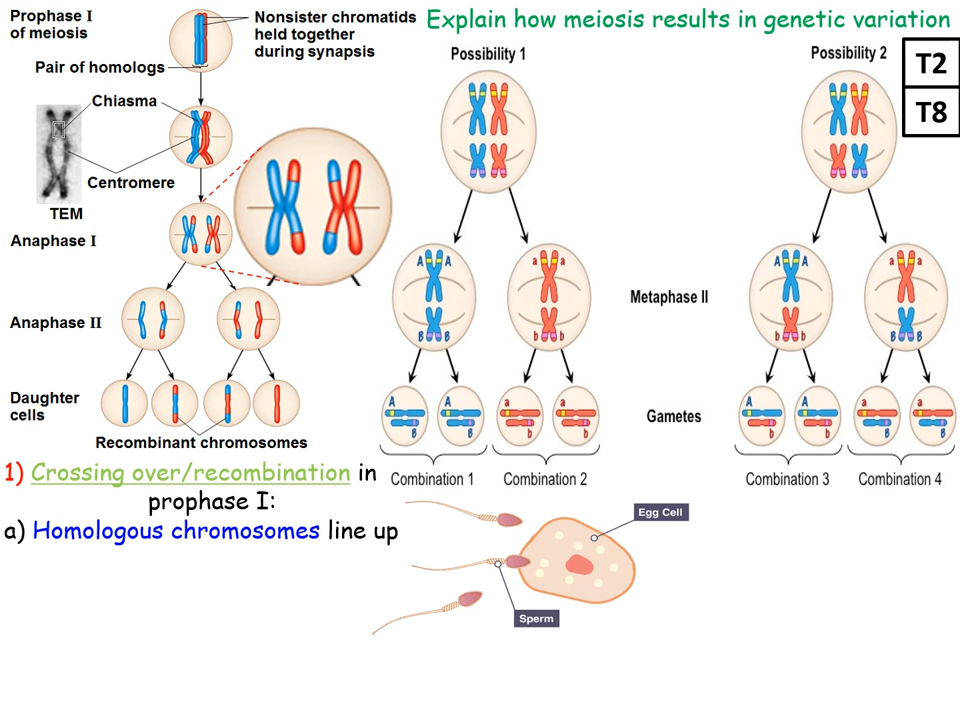 Explain how meiosis results in genetic variation
T2
T8
Prophase I
of meiosis
Nonsister chromatids
held together
during synapsis
Pair of homologs
Chiasma
Centromere
TEM
Anaphase I
Anaphase II
Daughter
cells
Recombinant chromosomes
Possibility 1
Possibility 2
A A a a
B B b b
Metaphase II
A A a a
b b B B
A A a a
B B b b
Gametes
A A a a
b b B B
Combination 1
Combination 2
Combination 3
Combination 4
1) Crossing over/recombination in
prophase I:
a) Homologous chromosomes line up
Egg Cell
Sperm